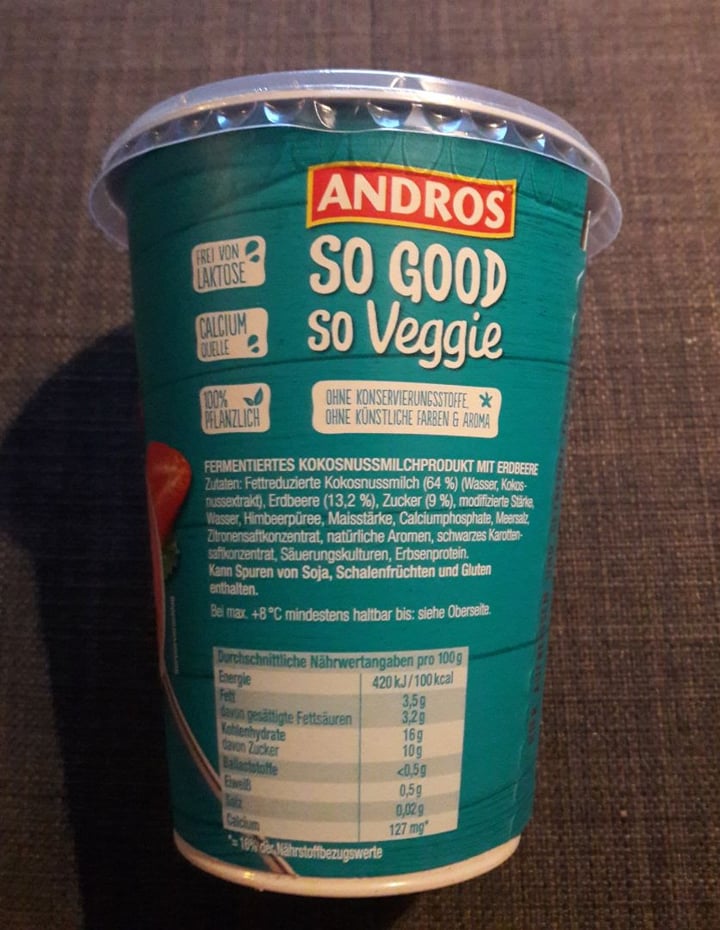 ANDROS
SO GOOD
so Veggie
FREI VON
LAKTOSE
CALCIUM
QUELLE
100%
PFLANZLICH
OHNE KONSERVIERUNGSSTOFFE,
OHNE KÜNSTLICHE FARBEN & AROMA
FERMENTIERTES KOKOSNUSSMILCHPRODUKT MIT ERDBEERE
Zutaten: Fettreduzierte Kokosnussmilch (64 %) (Wasser, Kokos-
nussextrakt), Erdbeere (13,2 %), Zucker (9 %), modifizierte Stärke,
Wasser, Himbeerpüree, Maisstärke, Calciumphosphate, Meersalz,
Zitronensaftkonzentrat, natürliche Aromen, schwarzes Karotten-
saftkonzentrat, Säuerungskulturen, Erbsenprotein.
Kann Spuren von Soja, Schalenfrüchten und Gluten
enthalten.
Bei max. +8 °C mindestens haltbar bis: siehe Oberseite.
Durchschnittliche Nährwertangaben pro 100 g
Energie 420 kJ / 100 kcal
Fett 3,5 g
davon gesättigte Fettsäuren 3,2 g
Kohlenhydrate 16 g
davon Zucker 10 g
Ballaststoffe <0,5 g
Eiweiß 0,5 g
Salz 0,02 g
Calcium 127 mg*
*= 16% der Nährstoffbezugswerte